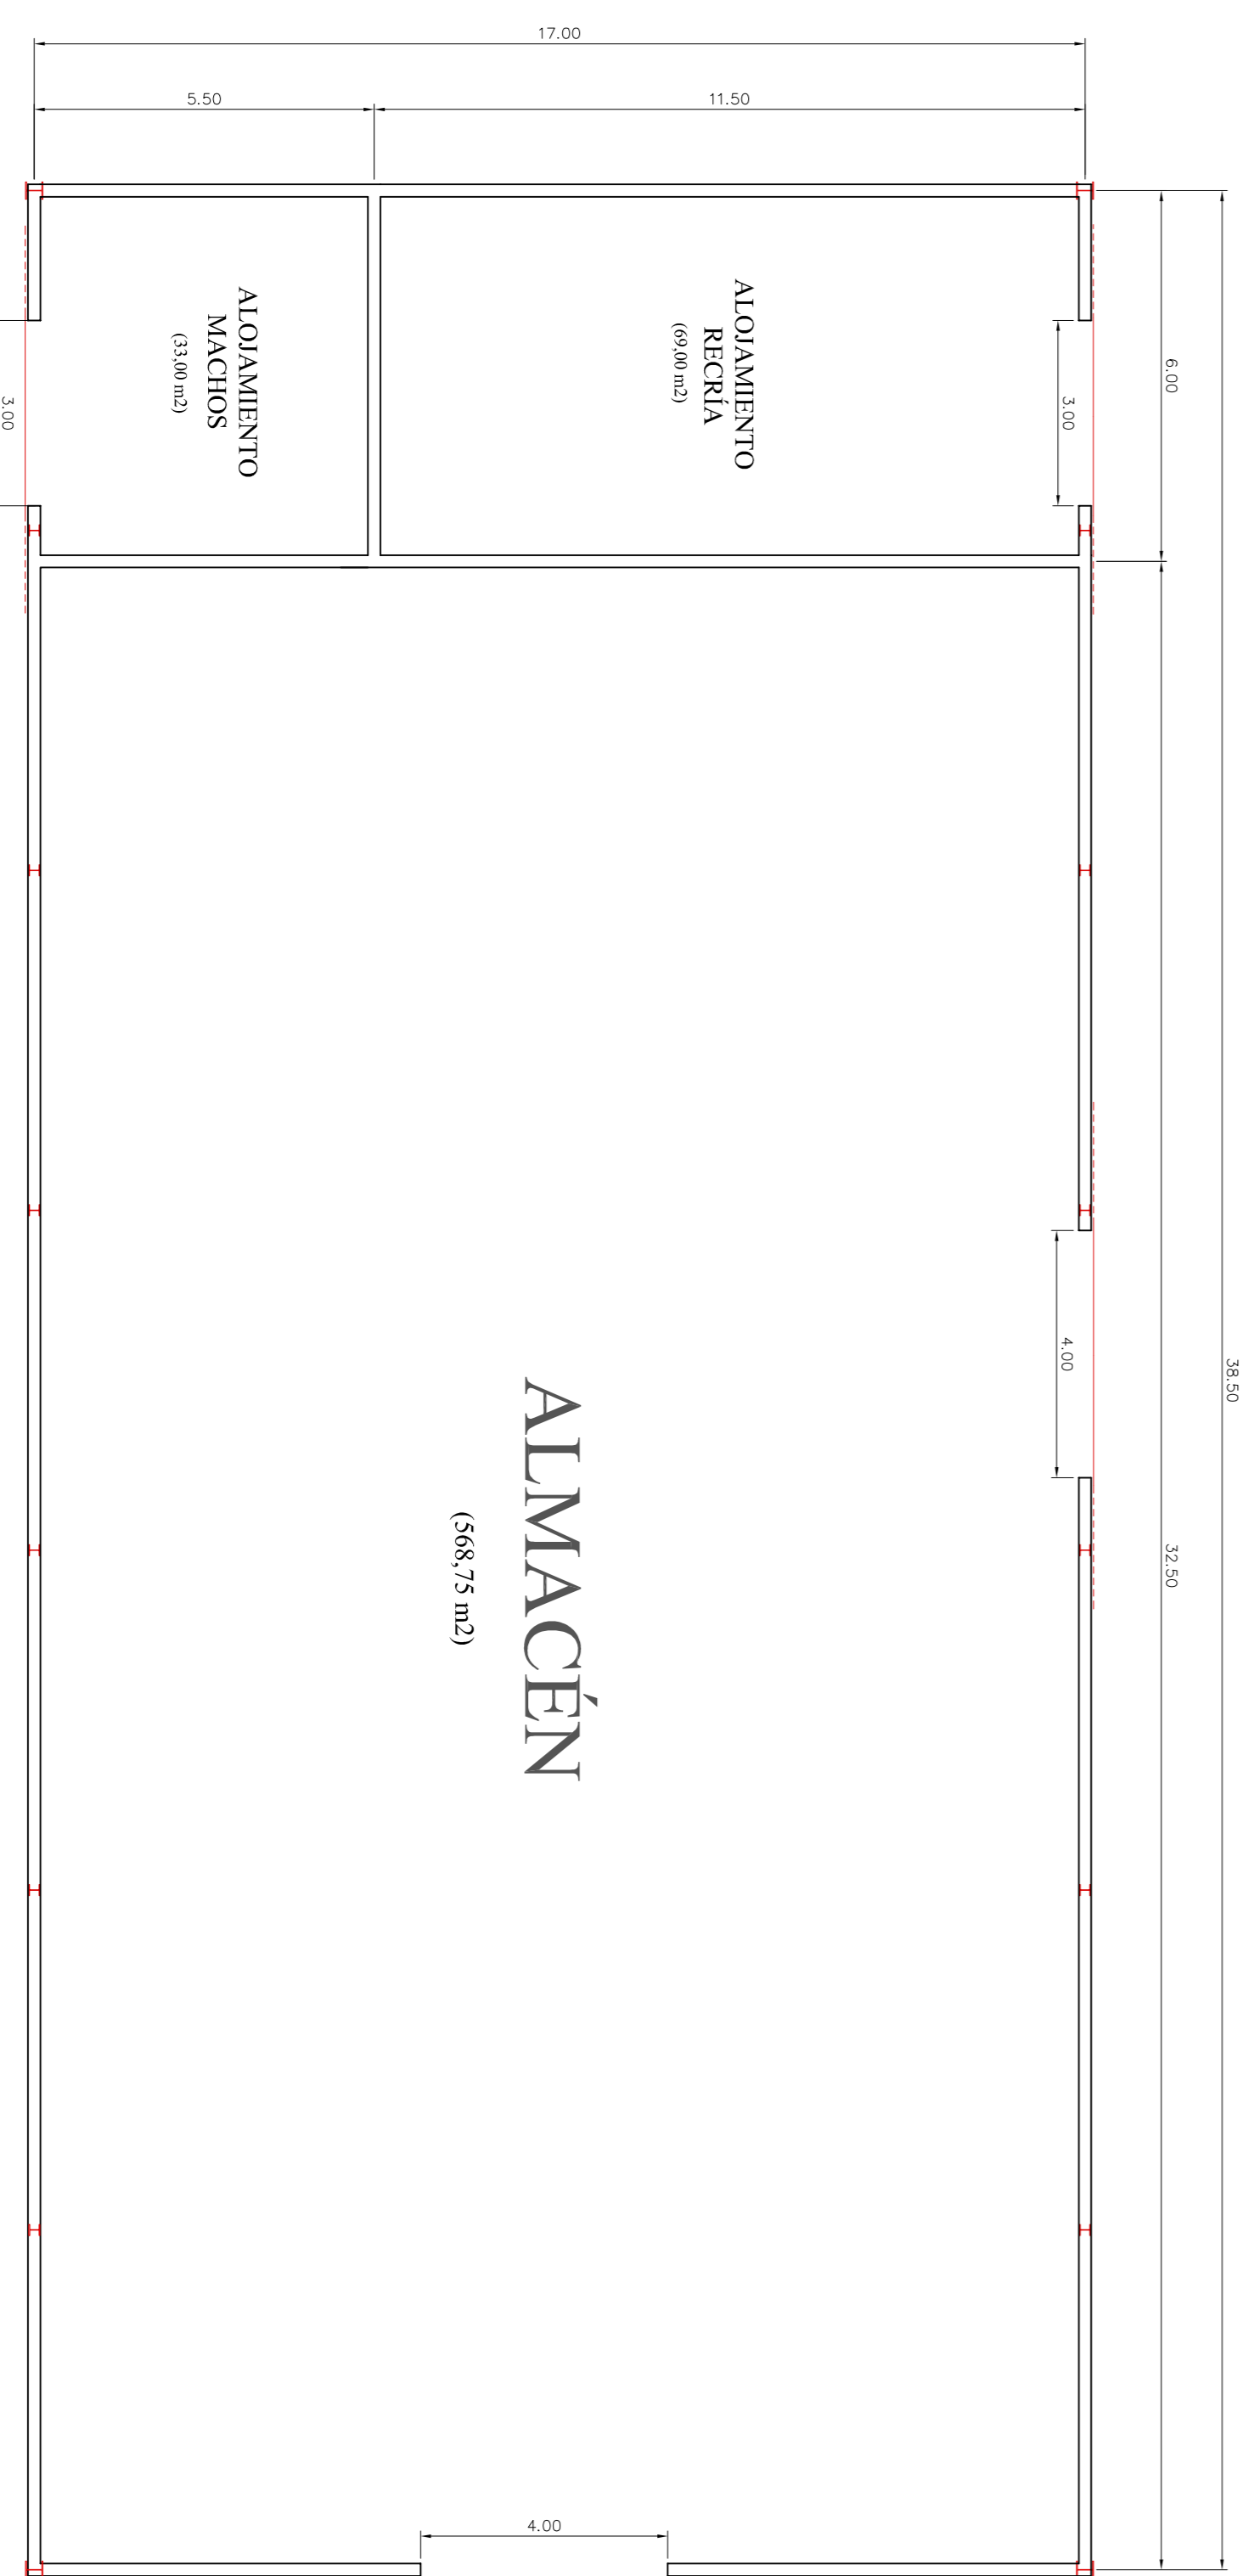 38.50
6.00
32.50
17.00
11.50
5.50
3.00
4.00
ALOJAMIENTO
RECRÍA
(69,00 m2)
ALMACÉN
(568,75 m2)
4.00
ALOJAMIENTO
MACHOS
(33,00 m2)
3.00